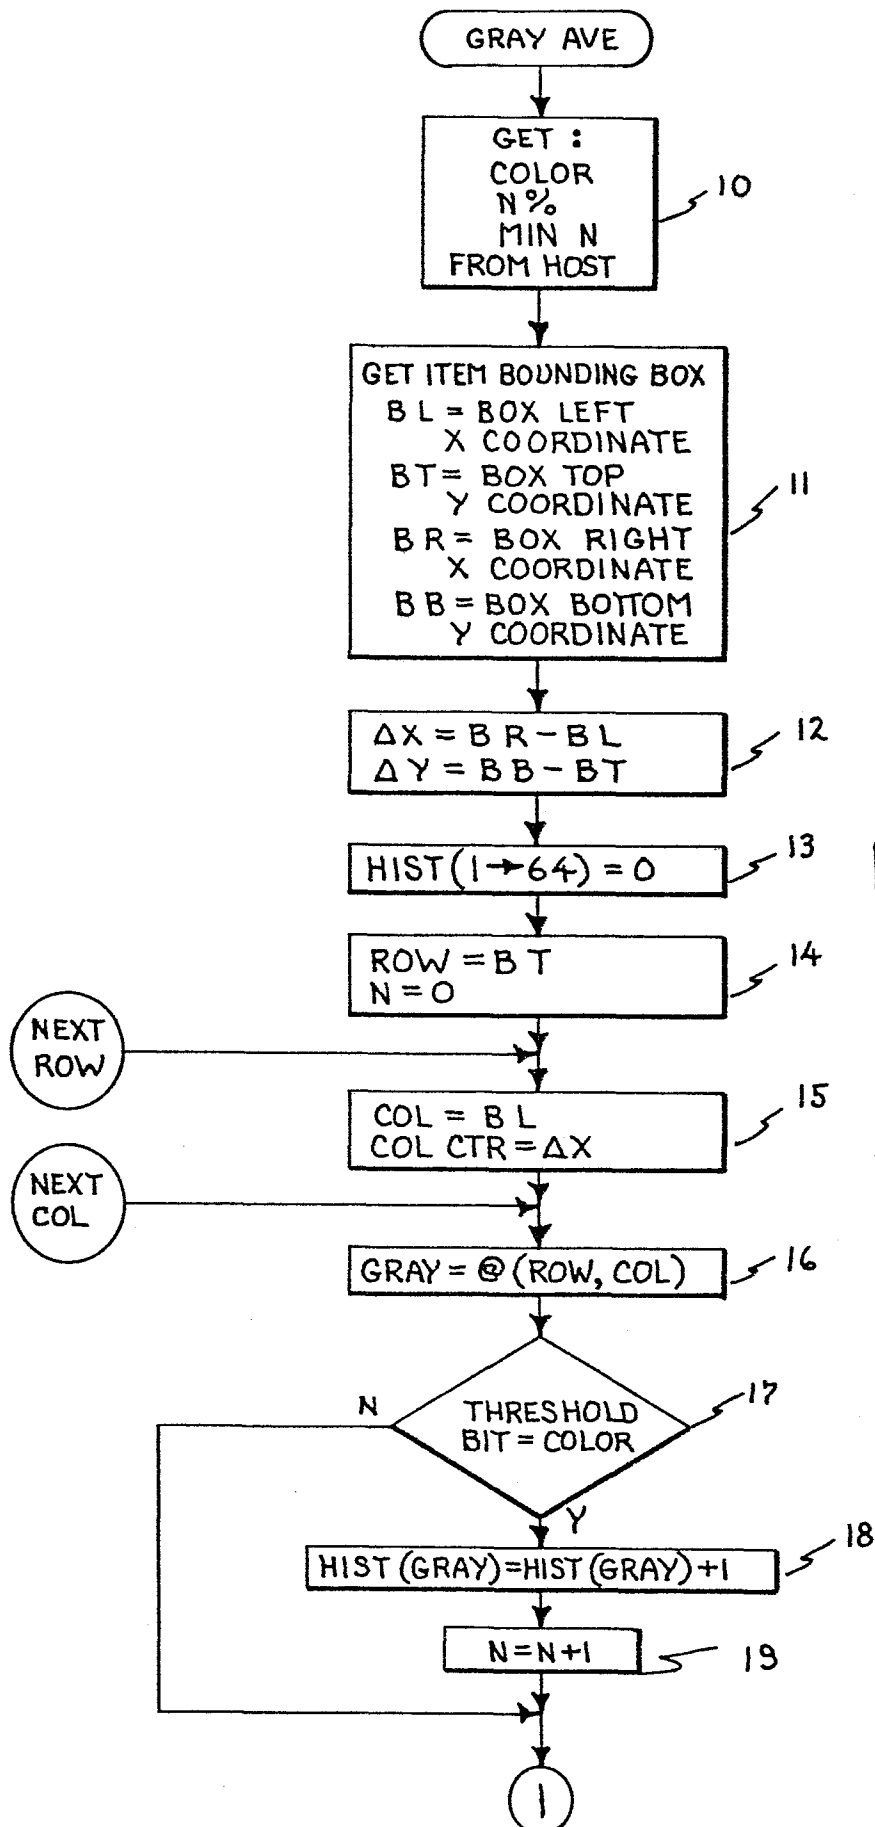 GRAY AVE
GET :
COLOR
N%
MIN N
FROM HOST
10
GET ITEM BOUNDING BOX
BL = BOX LEFT
X COORDINATE
BT = BOX TOP
Y COORDINATE
BR = BOX RIGHT
X COORDINATE
BB = BOX BOTTOM
Y COORDINATE
11
ΔX = BR - BL
ΔY = BB - BT
12
HIST(1→64) = 0
13
ROW = BT
N = 0
14
NEXT
ROW
COL = BL
COL CTR = ΔX
15
NEXT
COL
GRAY = @ (ROW, COL)
16
THRESHOLD
BIT = COLOR
17
N
Y
HIST (GRAY)=HIST(GRAY)+1
18
N=N+1
19
1